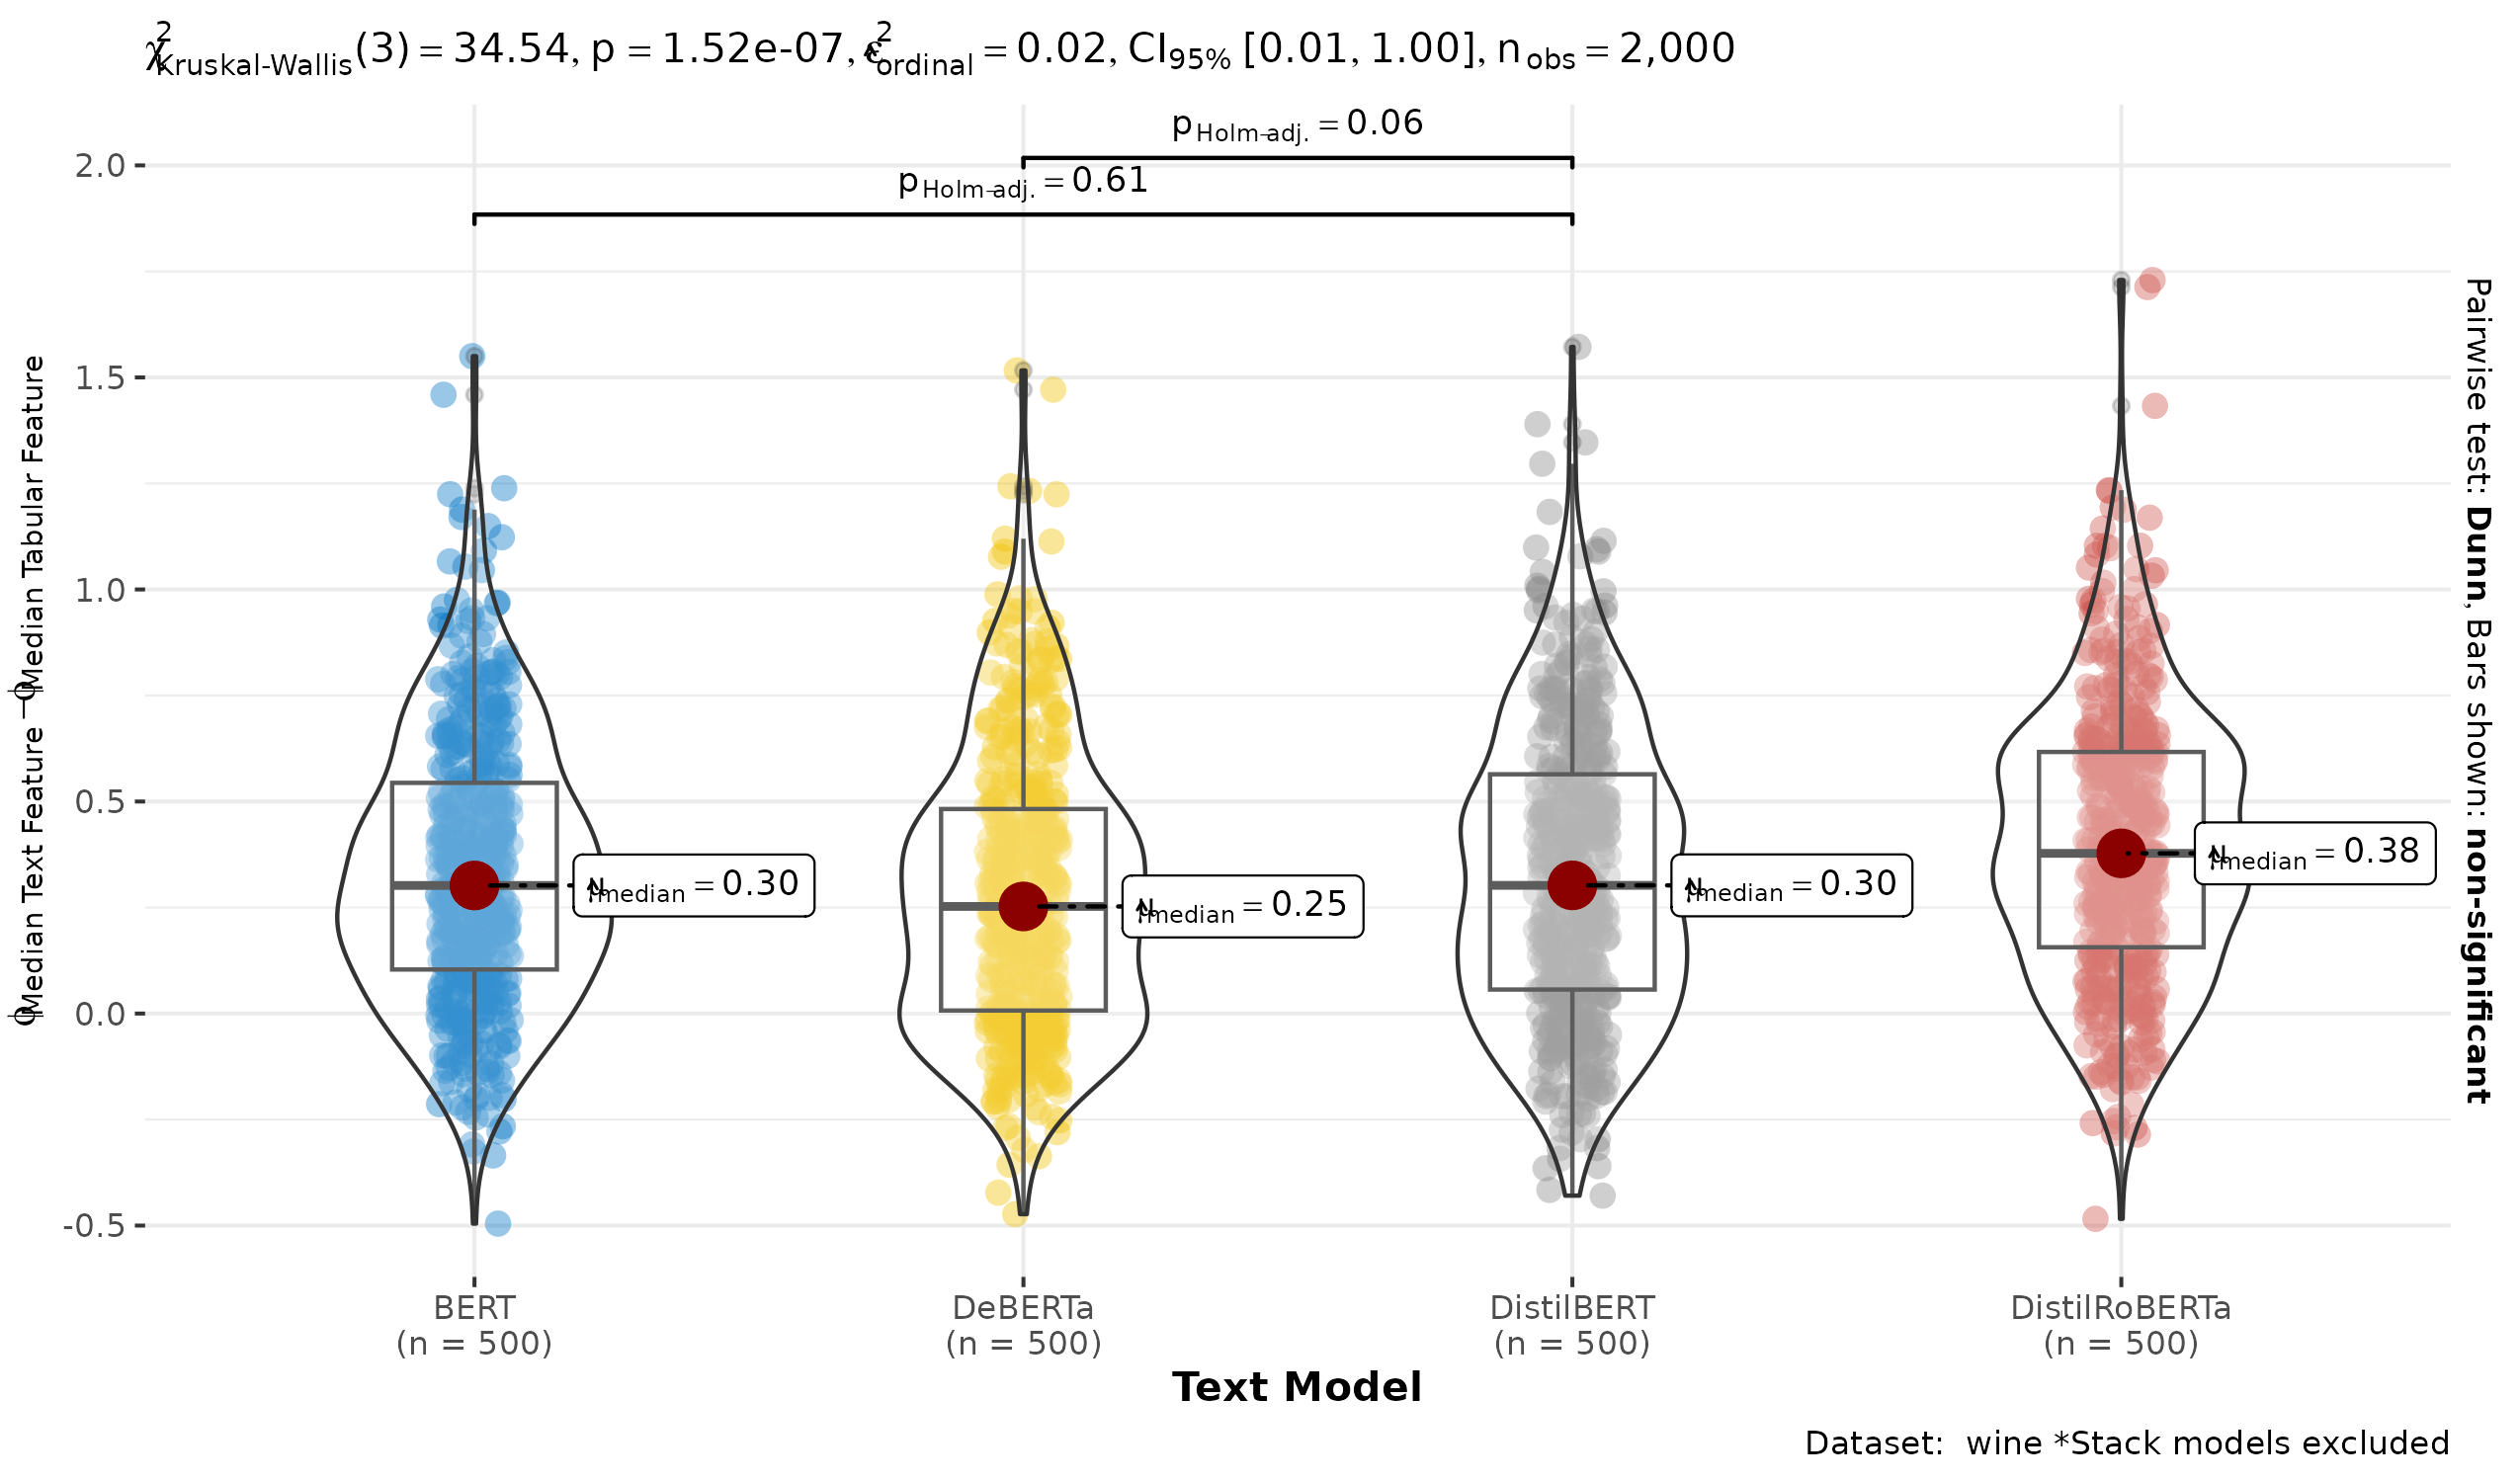 χ²Kruskal-Wallis(3) = 34.54, p = 1.52e-07, ε̂²ordinal = 0.02, CI95% [0.01, 1.00], nobs = 2,000
pHolm-adj. = 0.06
pHolm-adj. = 0.61
2.0
1.5
1.0
0.5
0.0
-0.5
ϕMedian Text Feature − ϕMedian Tabular Feature
μ̂median = 0.30
μ̂median = 0.25
μ̂median = 0.30
μ̂median = 0.38
Pairwise test: Dunn, Bars shown: non-significant
BERT
(n = 500)
DeBERTa
(n = 500)
DistilBERT
(n = 500)
DistilRoBERTa
(n = 500)
Text Model
Dataset:  wine *Stack models excluded